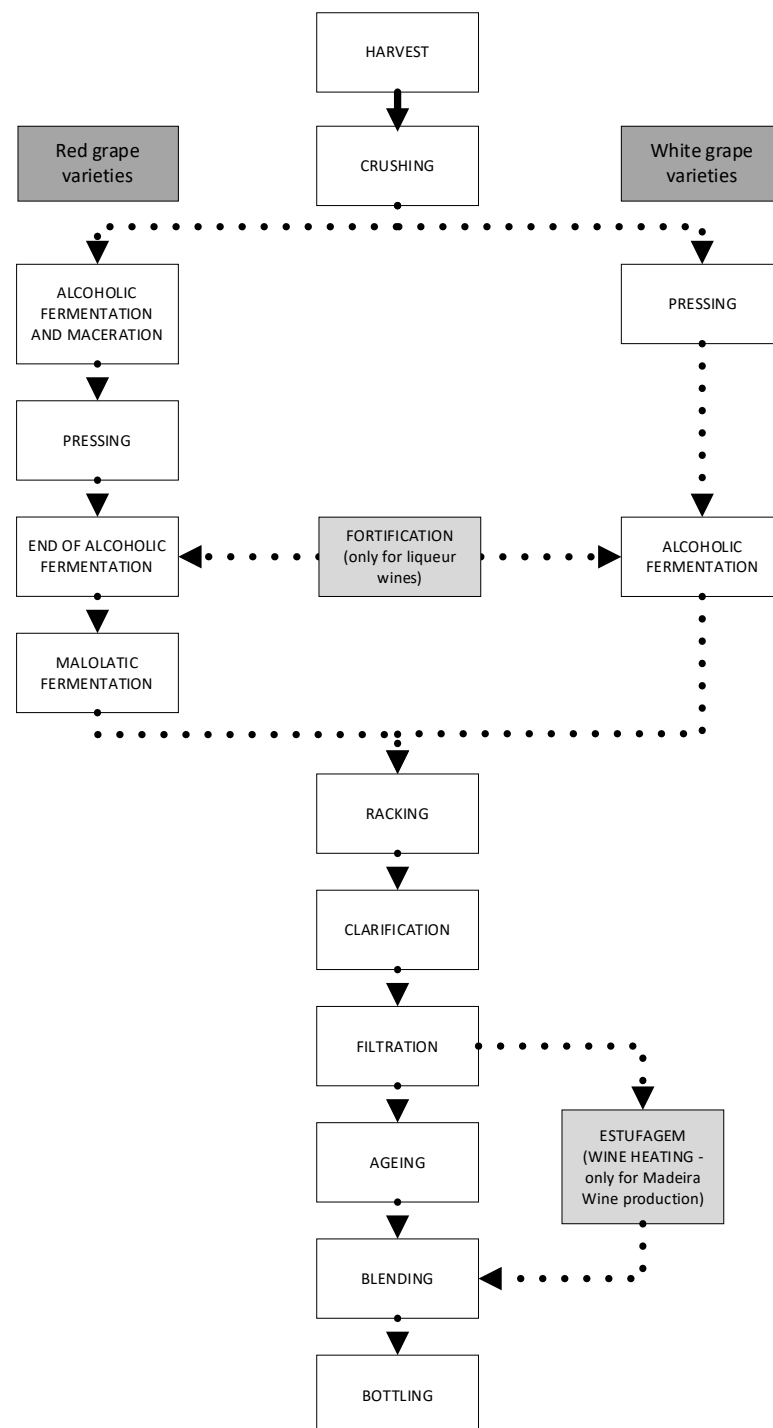 HARVEST
Red grape
varieties
CRUSHING
White grape
varieties
ALCOHOLIC
FERMENTATION
AND MACERATION
PRESSING
PRESSING
END OF ALCOHOLIC
FERMENTATION
FORTIFICATION
(only for liqueur
wines)
ALCOHOLIC
FERMENTATION
MALOLATIC
FERMENTATION
RACKING
CLARIFICATION
FILTRATION
AGEING
ESTUFAGEM
(WINE HEATING -
only for Madeira
Wine production)
BLENDING
BOTTLING